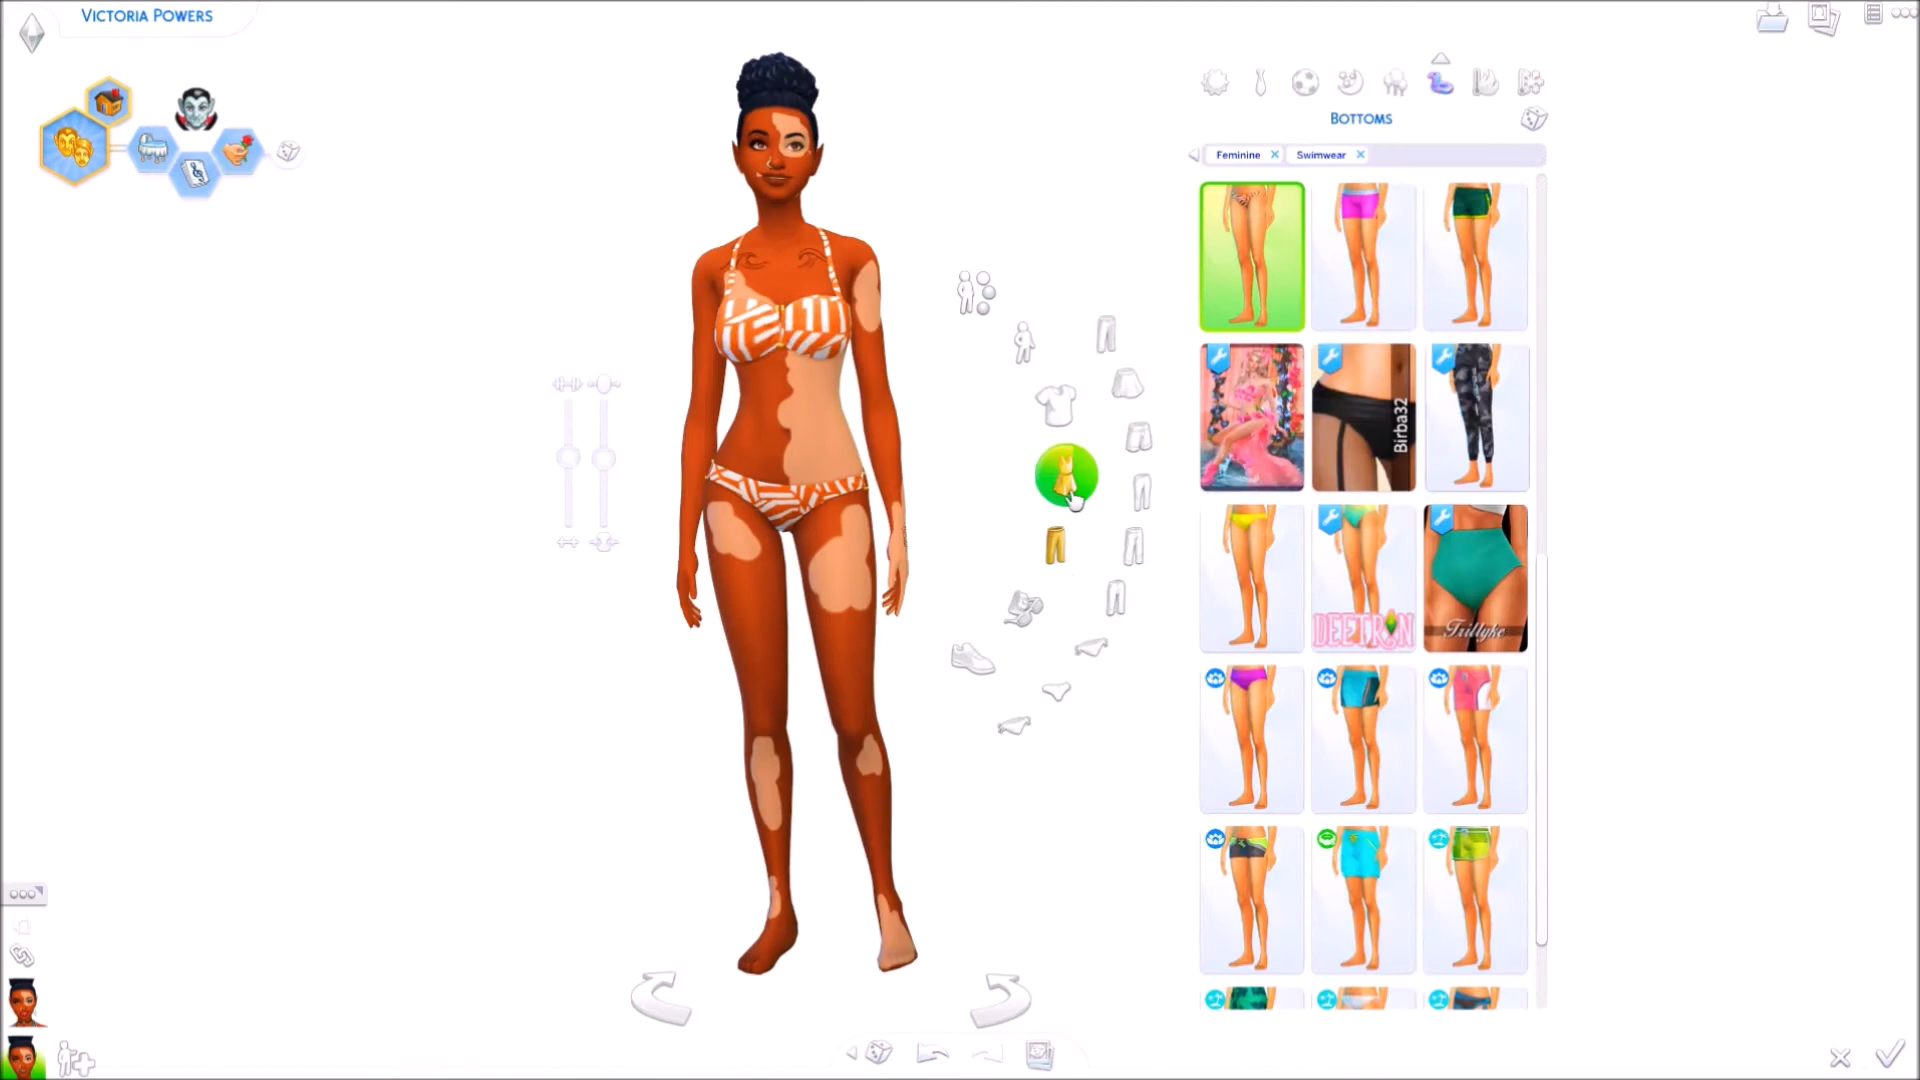 VICTORIA POWERS
BOTTOMS
Feminine
Swimwear
Birba32
DEETRON
Trillyke